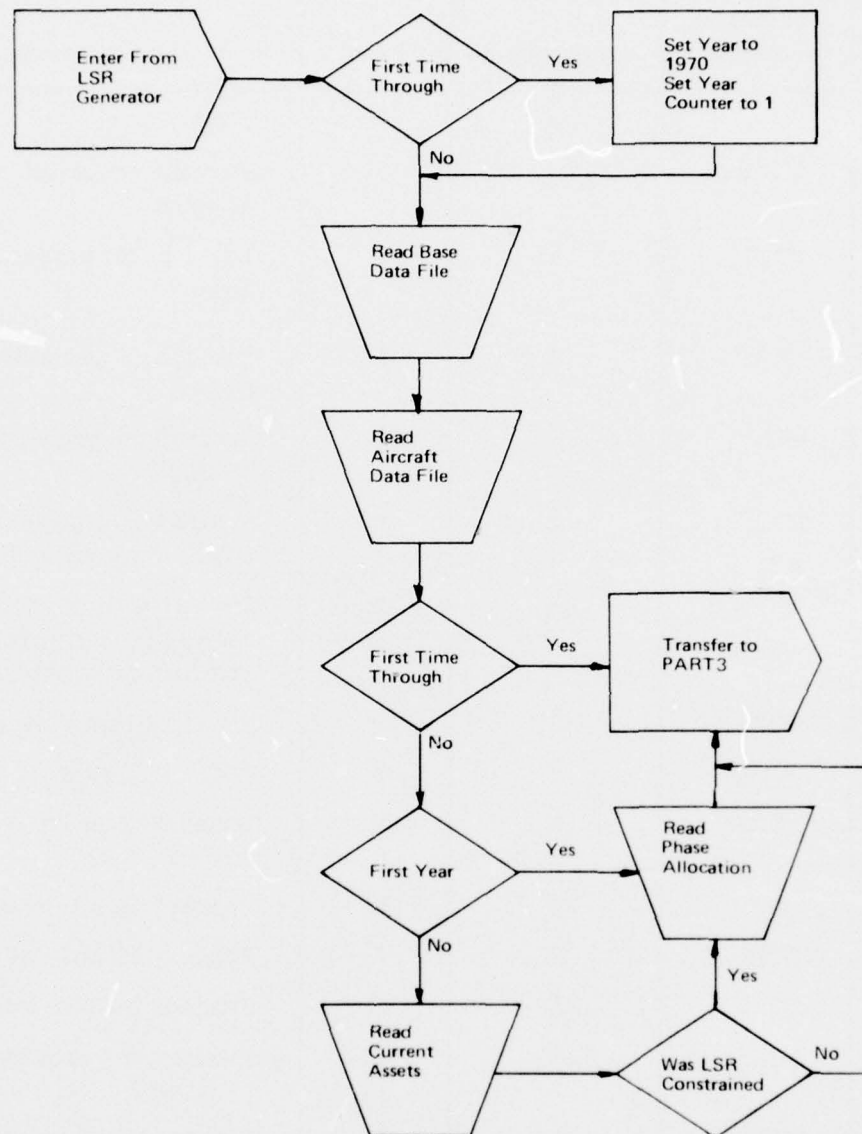 Enter From
LSR
Generator
First Time
Through
Yes
Set Year to
1970
Set Year
Counter to 1
No
Read Base
Data File
Read
Aircraft
Data File
First Time
Through
Yes
Transfer to
PART3
No
First Year
Yes
Read
Phase
Allocation
No
Yes
Read
Current
Assets
Was LSR
Constrained
No